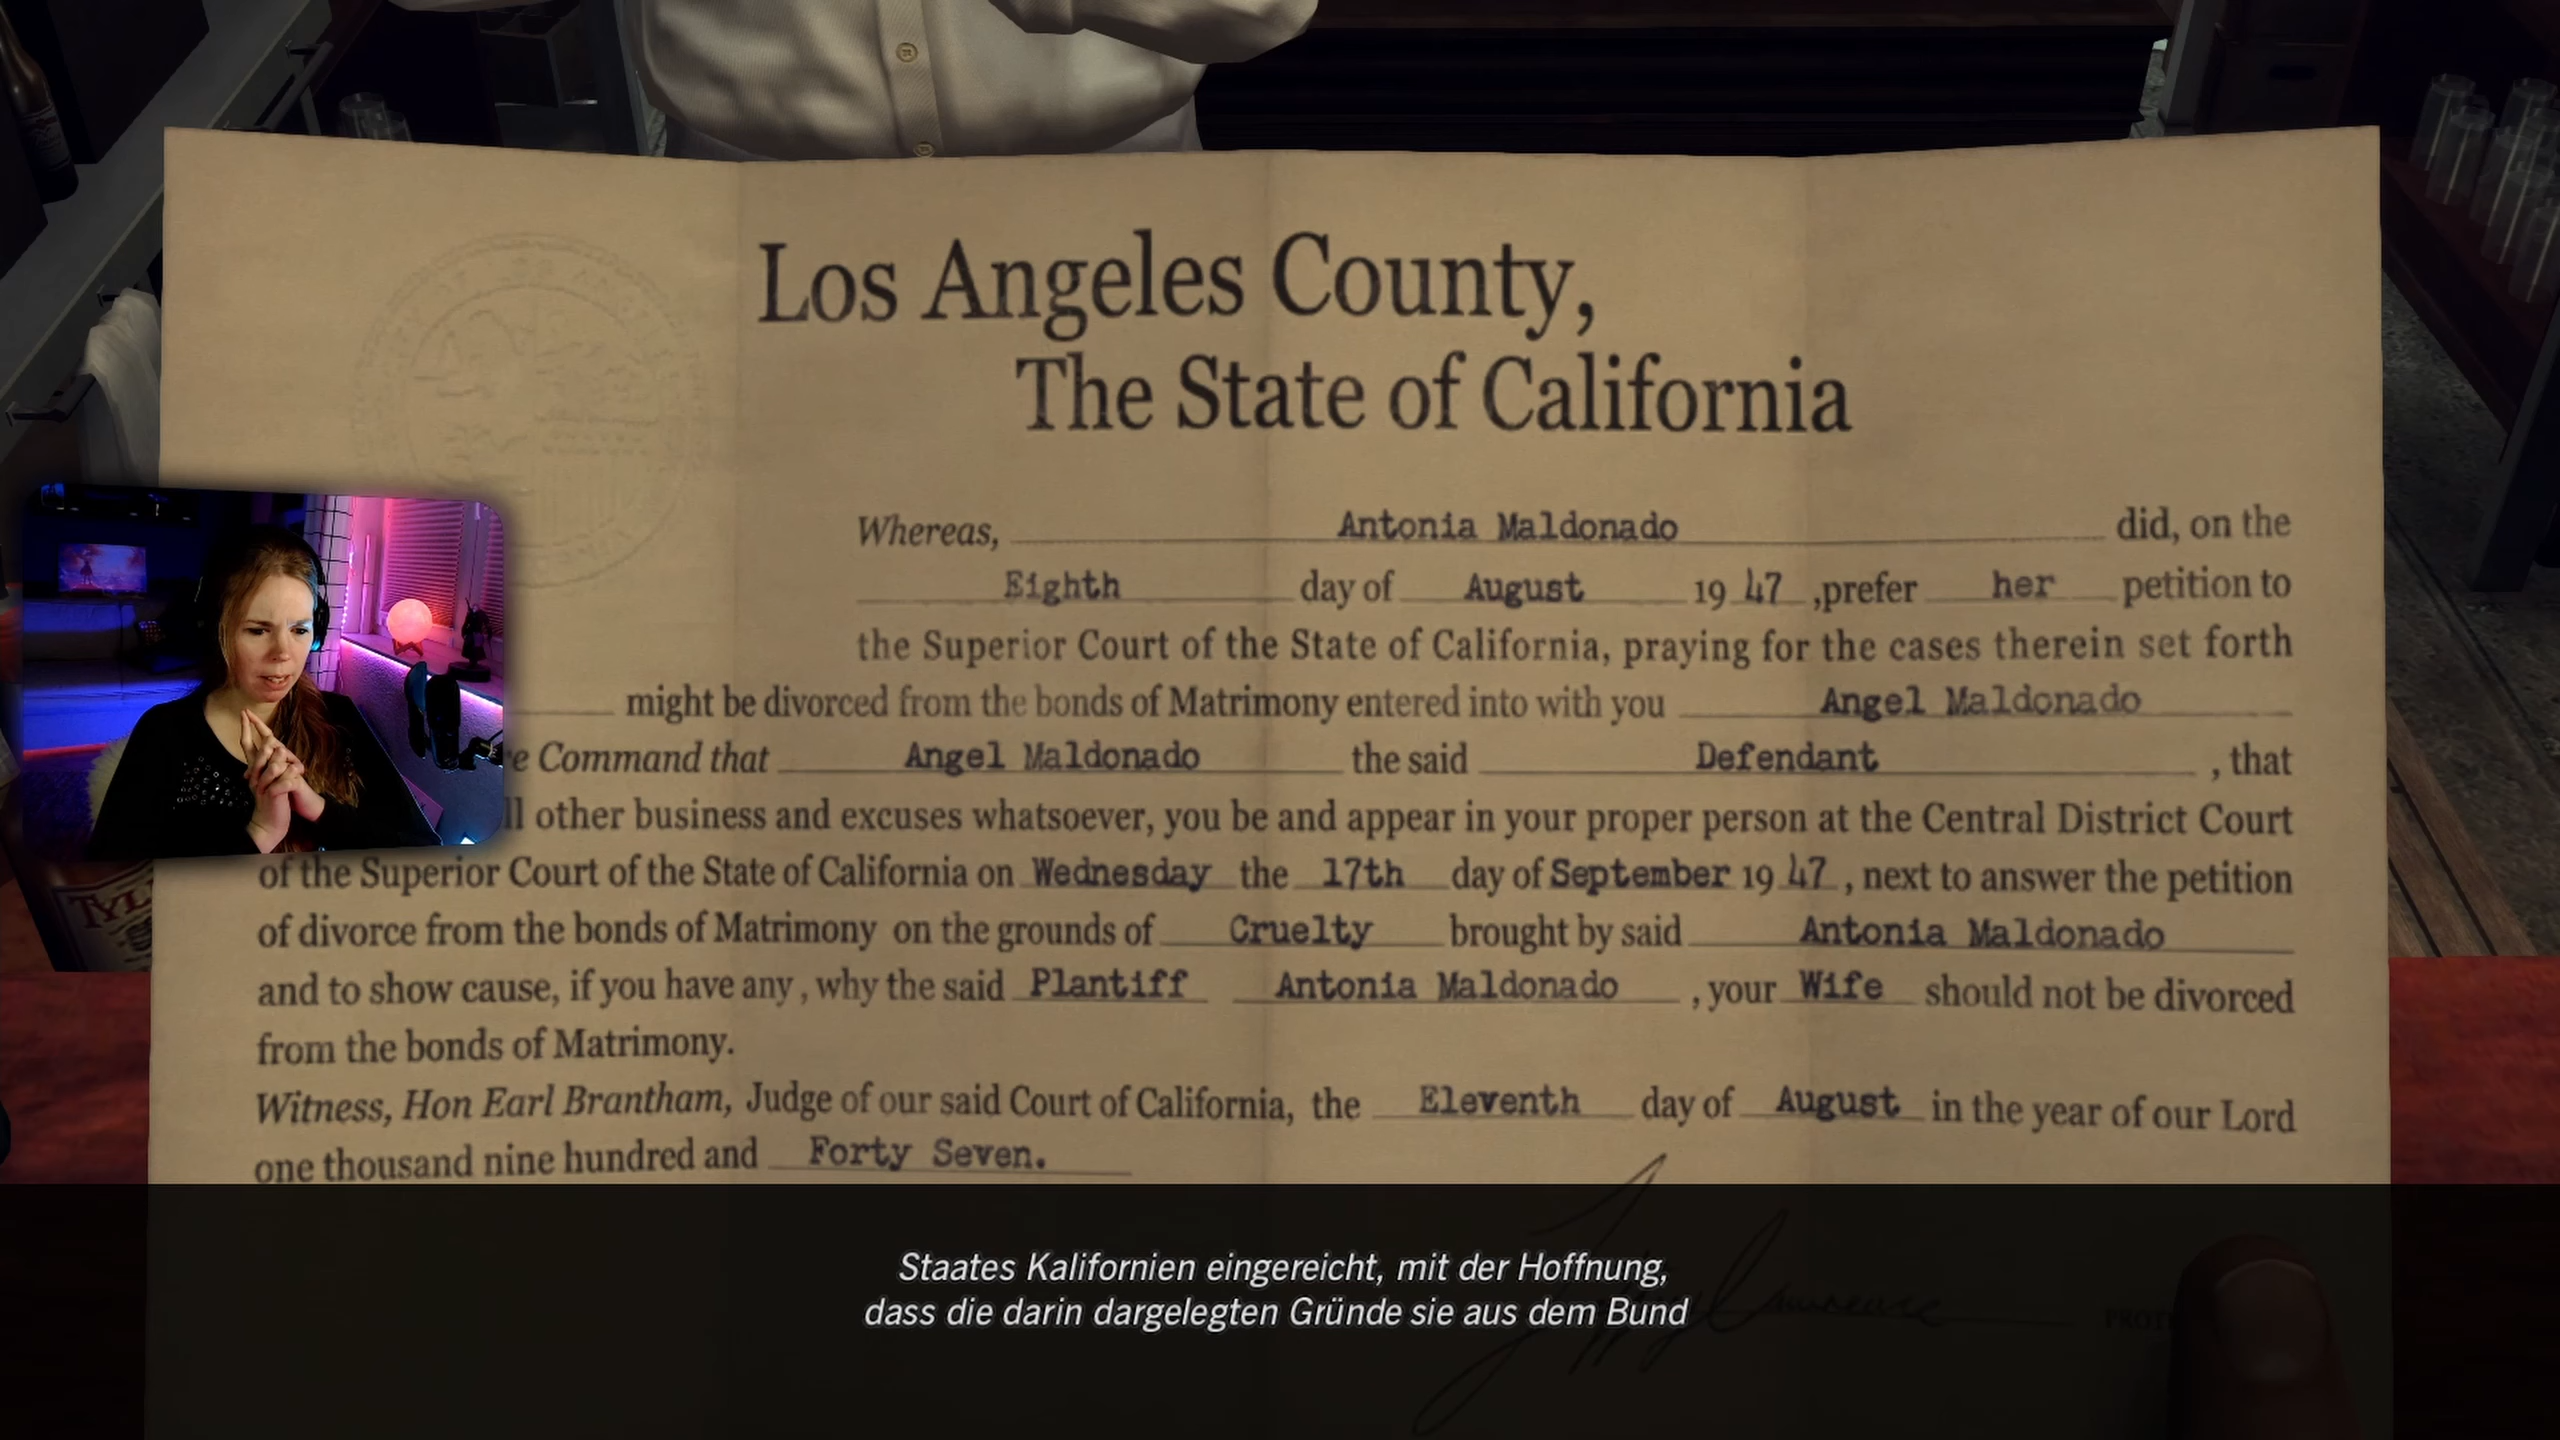 Los Angeles County,
The State of California
Whereas, Antonia Maldonado did, on the
Eighth day of August 19 47 ,prefer her petition to
the Superior Court of the State of California, praying for the cases therein set forth
might be divorced from the bonds of Matrimony entered into with you Angel Maldonado
Command that Angel Maldonado the said Defendant , that
other business and excuses whatsoever, you be and appear in your proper person at the Central District Court
of the Superior Court of the State of California on Wednesday the 17th day of September 19 47 , next to answer the petition
of divorce from the bonds of Matrimony on the grounds of Cruelty brought by said Antonia Maldonado
and to show cause, if you have any , why the said Plantiff Antonia Maldonado , your Wife should not be divorced
from the bonds of Matrimony.
Witness, Hon Earl Brantham, Judge of our said Court of California, the Eleventh day of August in the year of our Lord
one thousand nine hundred and Forty Seven.
Staates Kalifornien eingereicht, mit der Hoffnung,
dass die darin dargelegten Gründe sie aus dem Bund